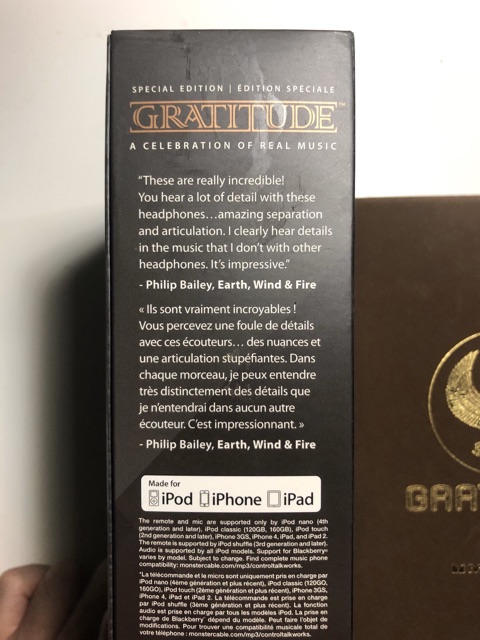 SPECIAL EDITION | ÉDITION SPÉCIALE
GRATITUDE™
A CELEBRATION OF REAL MUSIC
“These are really incredible!
You hear a lot of detail with these
headphones…amazing separation
and articulation. I clearly hear details
in the music that I don’t with other
headphones. It’s impressive.”
- Philip Bailey, Earth, Wind & Fire
« Ils sont vraiment incroyables !
Vous percevez une foule de détails
avec ces écouteurs… des nuances et
une articulation stupéfiantes. Dans
chaque morceau, je peux entendre
très distinctement des détails que
je n’entendrai dans aucun autre
écouteur. C’est impressionnant. »
- Philip Bailey, Earth, Wind & Fire
Made for
iPod iPhone iPad
The remote and mic are supported only by iPod nano (4th
generation and later), iPod classic (120GB, 160GB), iPod touch
(2nd generation and later), iPhone 3GS, iPhone 4, iPad, and iPad 2.
The remote is supported by iPod shuffle (3rd generation and later).
Audio is supported by all iPod models. Support for Blackberry®
varies by model. Subject to change. Find complete music phone
compatibility: monstercable.com/mp3/controltalkworks.
*La télécommande et le micro sont uniquement pris en charge par
iPod nano (4ème génération et plus récent), iPod classic (120GO,
160GO), iPod touch (2ème génération et plus récent), iPhone 3GS,
iPhone 4, iPad et iPad 2. La télécommande est prise en charge
par iPod shuffle (3ème génération et plus récent). La fonction
audio est prise en charge par tous les modèles iPod. La prise en
charge de Blackberry® dépend du modèle. Peut faire l’objet de
modifications. Pour trouver une compatibilité musicale total de
votre téléphone : monstercable.com/mp3/controltalkworks.
GRAT